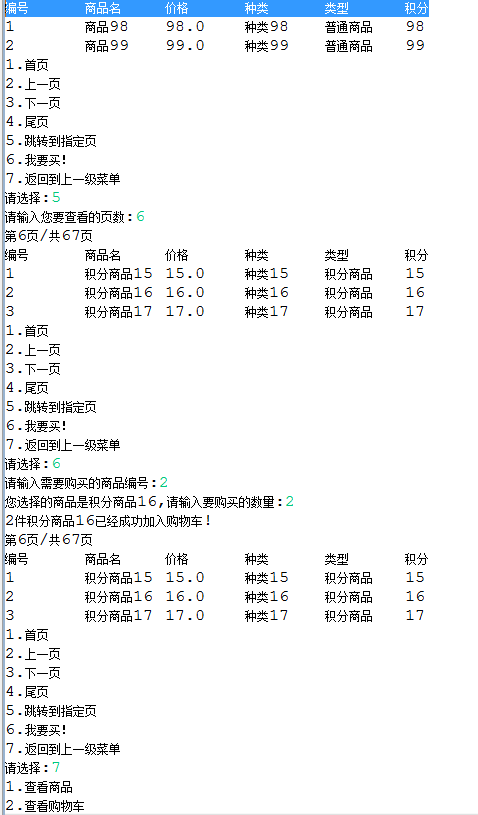 编号 商品名 价格 种类 类型 积分
1 商品98 98.0 种类98 普通商品 98
2 商品99 99.0 种类99 普通商品 99
1.首页
2.上一页
3.下一页
4.尾页
5.跳转到指定页
6.我要买!
7.返回到上一级菜单
请选择:5
请输入您要查看的页数:6
第6页/共67页
编号 商品名 价格 种类 类型 积分
1 积分商品15 15.0 种类15 积分商品 15
2 积分商品16 16.0 种类16 积分商品 16
3 积分商品17 17.0 种类17 积分商品 17
1.首页
2.上一页
3.下一页
4.尾页
5.跳转到指定页
6.我要买!
7.返回到上一级菜单
请选择:6
请输入需要购买的商品编号:2
您选择的商品是积分商品16,请输入要购买的数量:2
2件积分商品16已经成功加入购物车!
第6页/共67页
编号 商品名 价格 种类 类型 积分
1 积分商品15 15.0 种类15 积分商品 15
2 积分商品16 16.0 种类16 积分商品 16
3 积分商品17 17.0 种类17 积分商品 17
1.首页
2.上一页
3.下一页
4.尾页
5.跳转到指定页
6.我要买!
7.返回到上一级菜单
请选择:7
1.查看商品
2.查看购物车